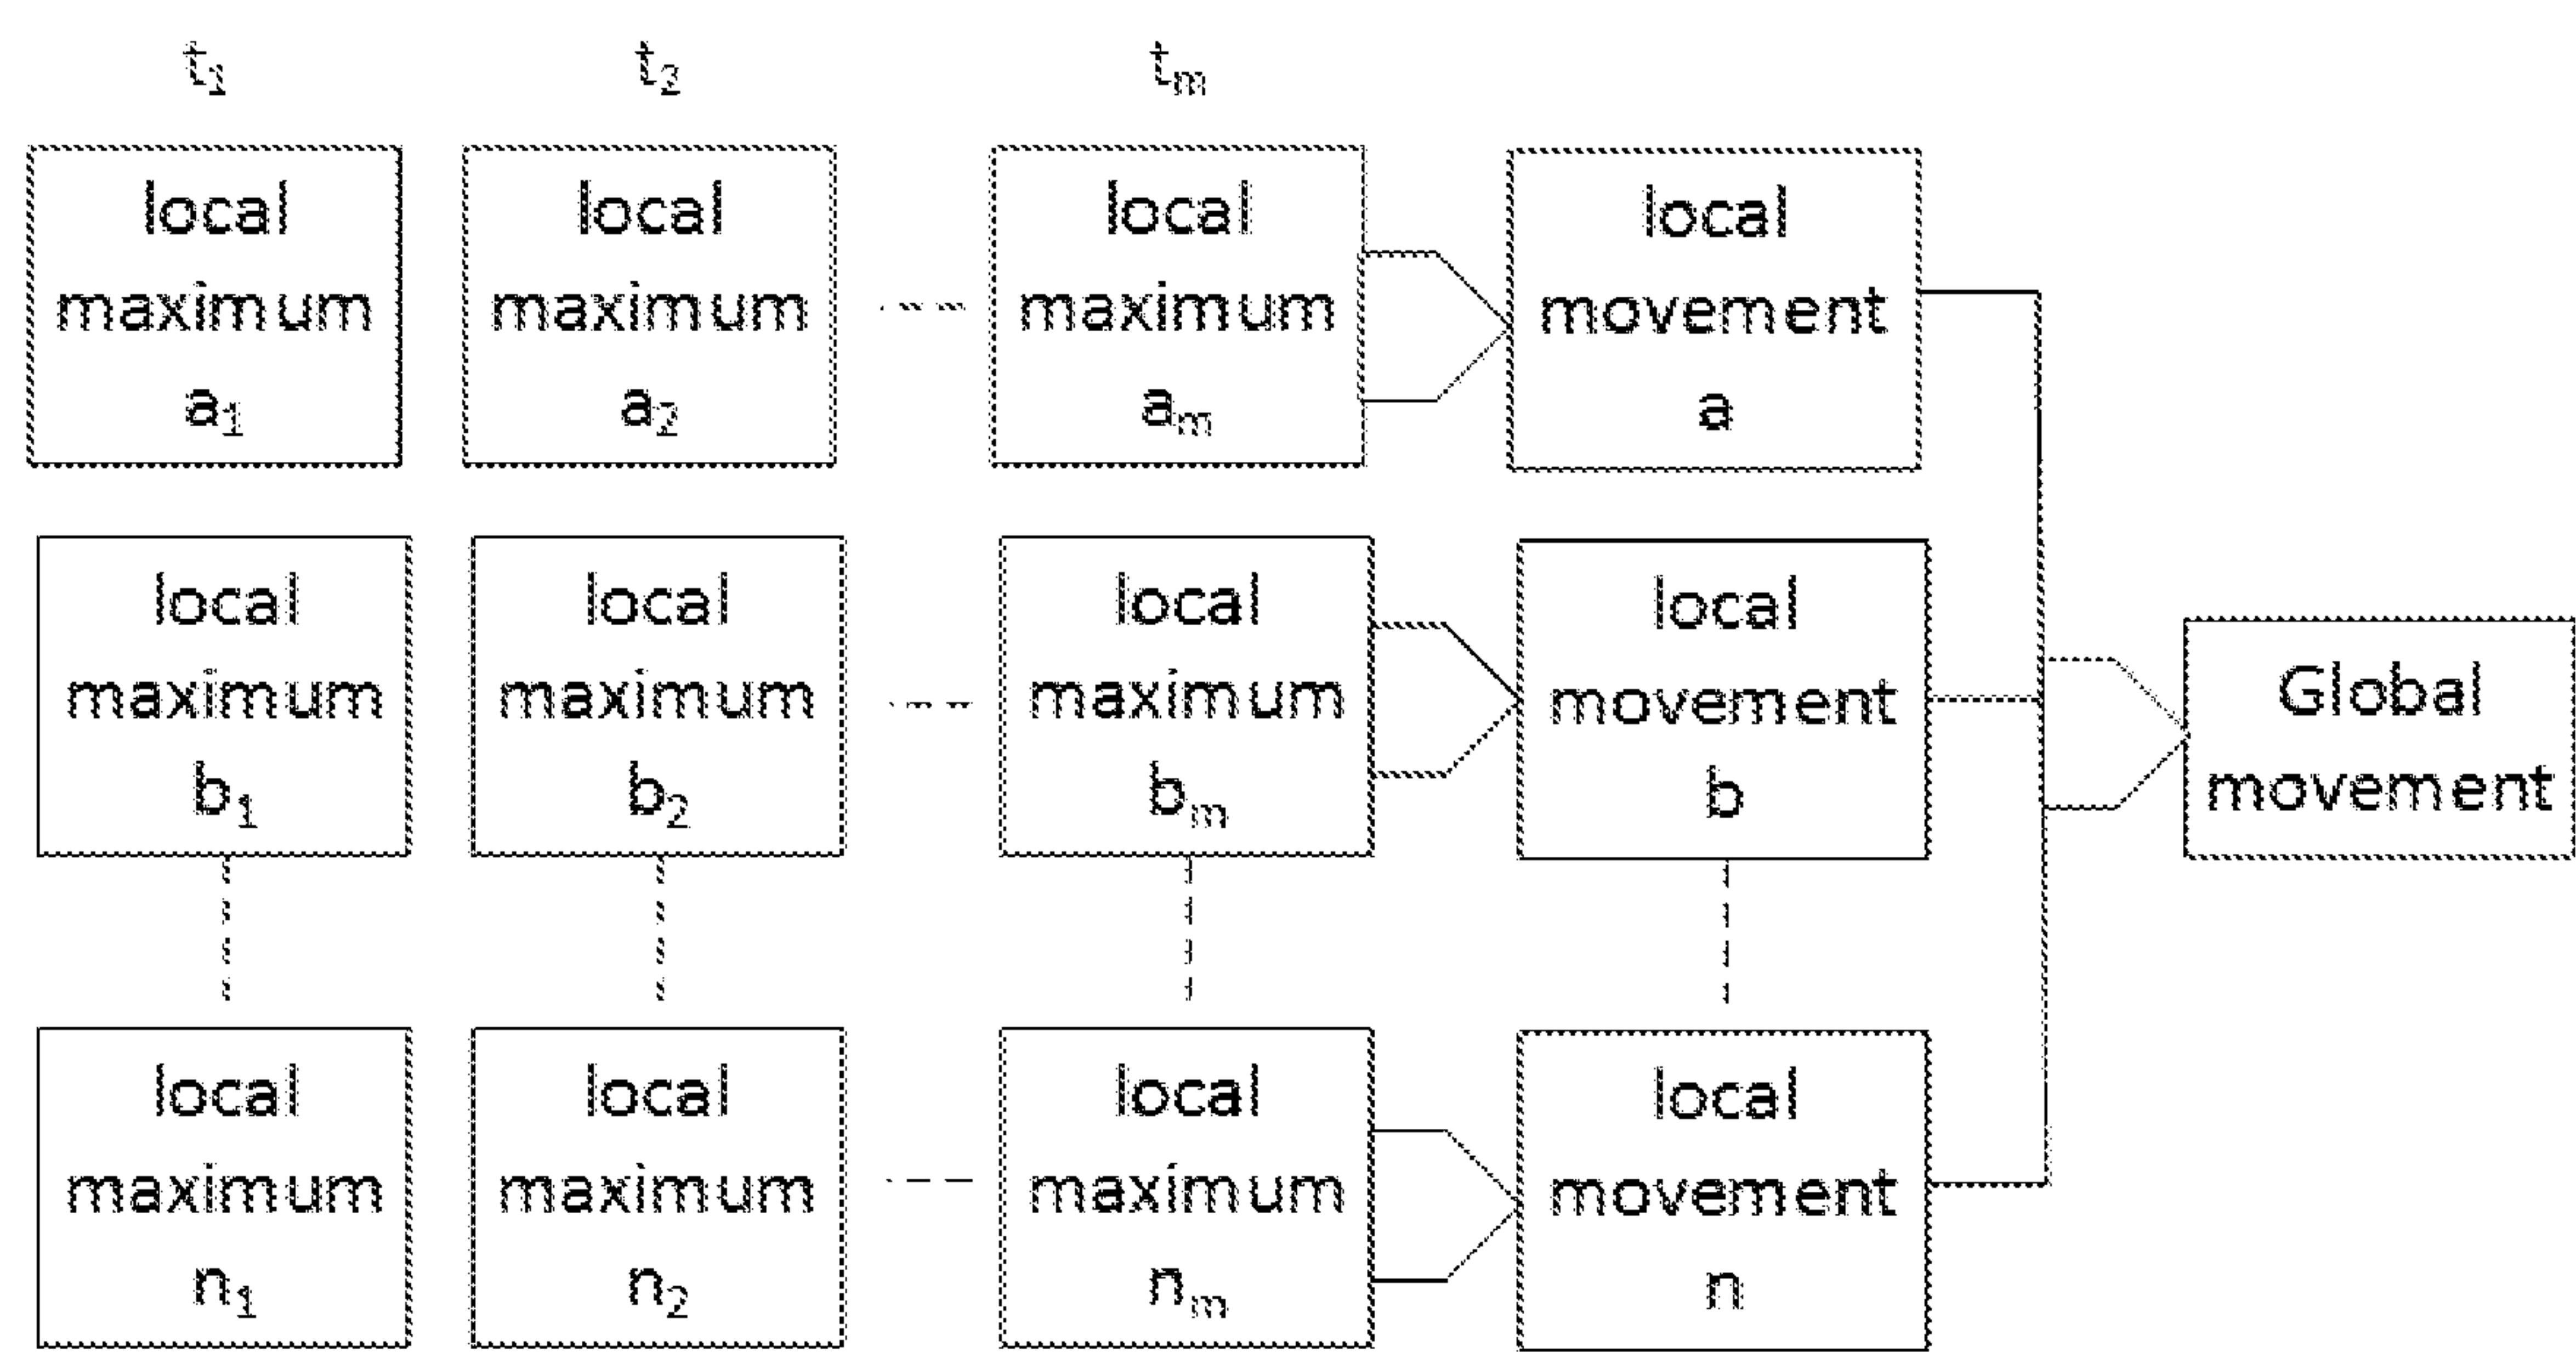 t₁ t₂ tₘ
local
maximum
a₁
local
maximum
a₂
local
maximum
aₘ
local
movement
a
local
maximum
b₁
local
maximum
b₂
local
maximum
bₘ
local
movement
b
Global
movement
local
maximum
n₁
local
maximum
n₂
local
maximum
nₘ
local
movement
n